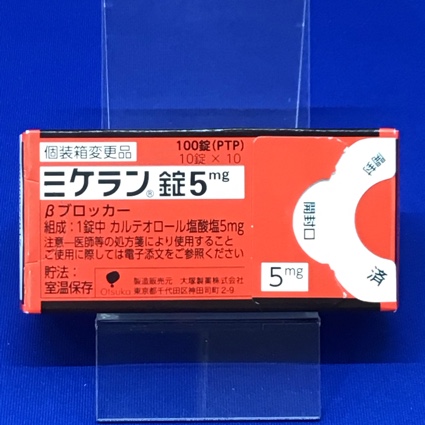 個装箱変更品
100錠(PTP)
10錠 × 10
ミケラン® 錠5mg
βブロッカー
組成：1錠中 カルテオロール塩酸塩5mg
注意－医師等の処方箋により使用すること
ご使用に際しては電子添文をご参照ください
貯法：
室温保存
Otsuka
製造販売元 大塚製薬株式会社
東京都千代田区神田司町2-9
開封口
5mg
済